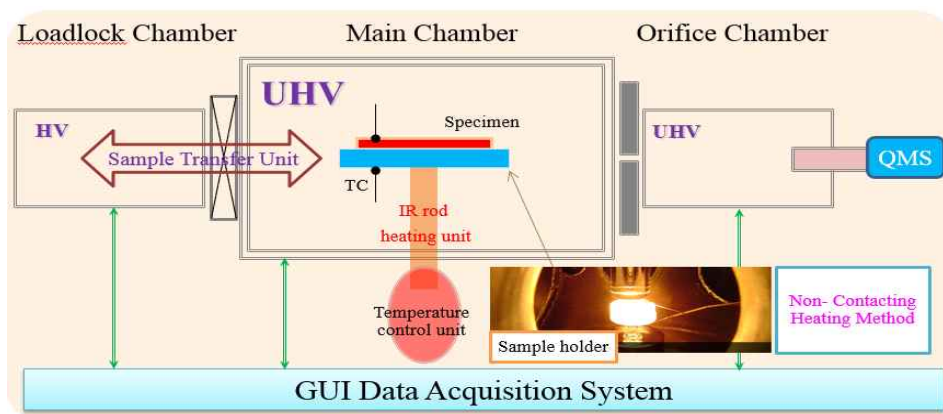 Loadlock Chamber
Main Chamber
Orifice Chamber
HV
UHV
UHV
Specimen
Sample Transfer Unit
QMS
TC
IR rod
heating unit
Temperature
control unit
Sample holder
Non- Contacting
Heating Method
GUI Data Acquisition System